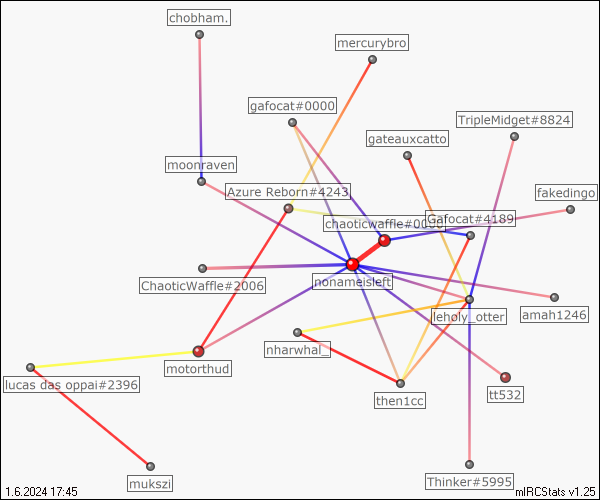 chobham.
mercurybro
gafocat#0000
TripleMidget#8824
gateauxcatto
moonraven
Azure Reborn#4243
fakedingo
chaoticwaffle#0000
Gafocat#4189
ChaoticWaffle#2006
nonameisleft
amah1246
leholy_otter
nharwhal_
motorthud
lucas das oppai#2396
then1cc
tt532
mukszi
Thinker#5995
1.6.2024 17:45
mIRCStats v1.25